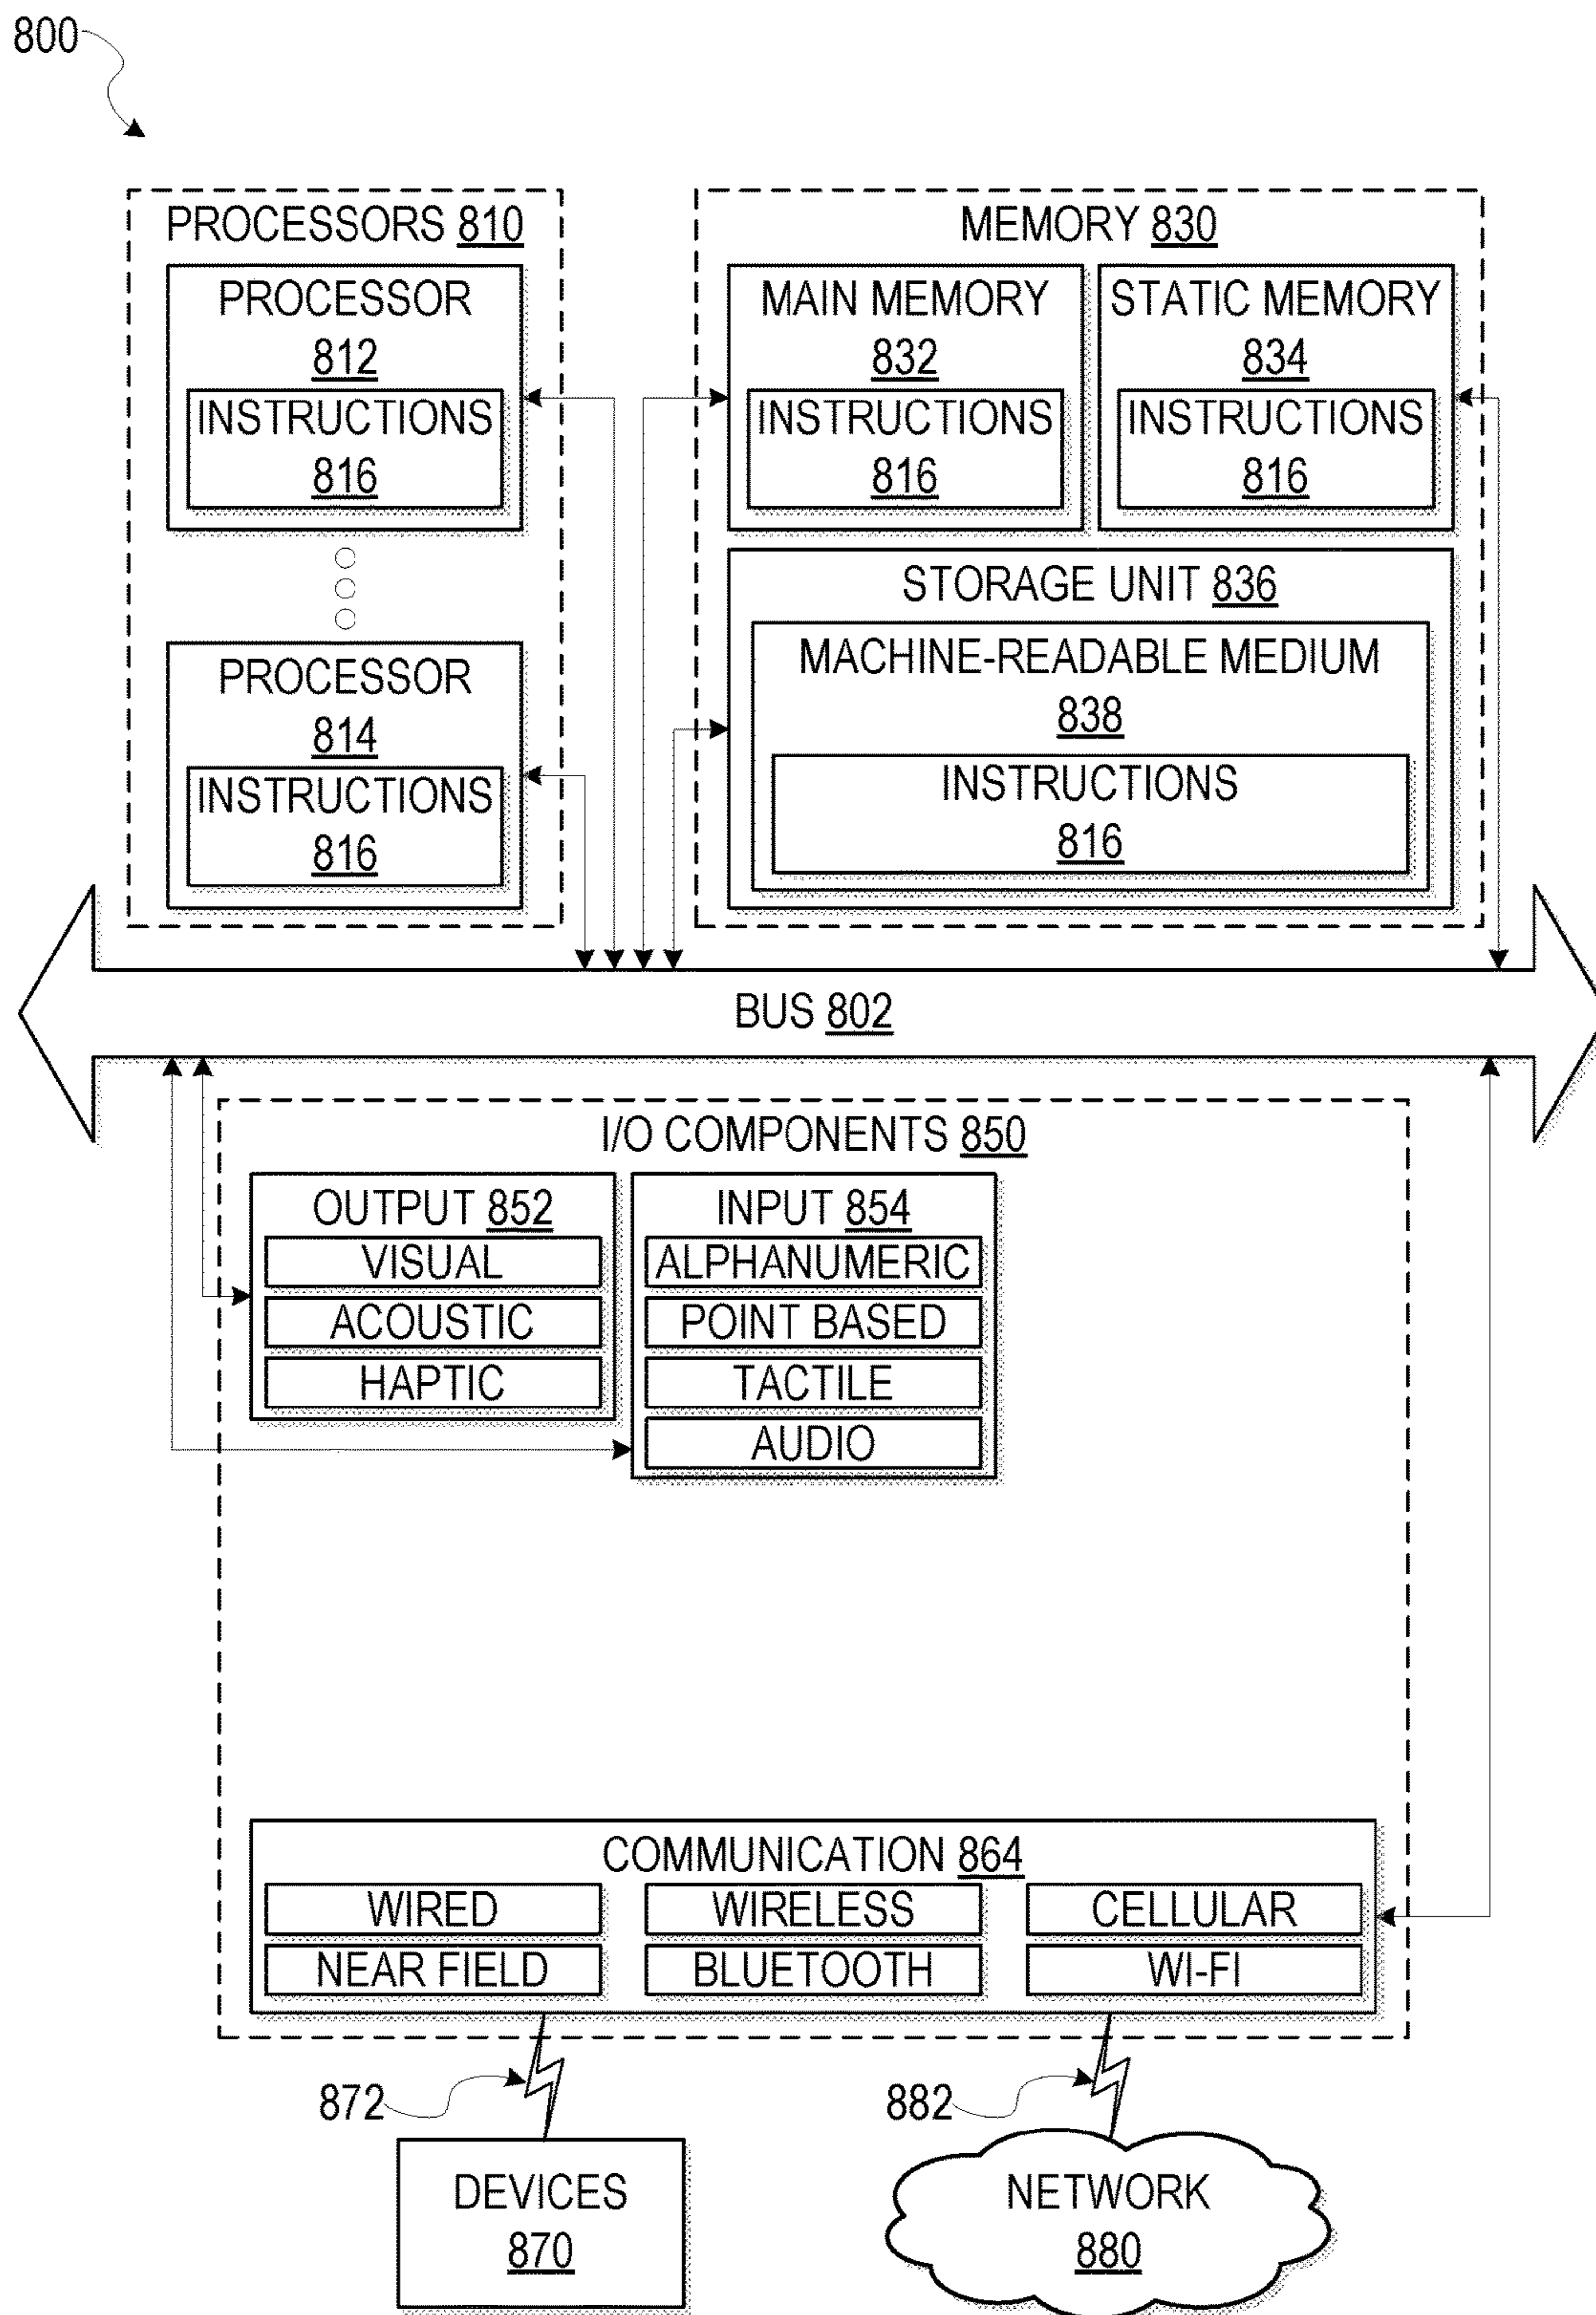 800
PROCESSORS 810
PROCESSOR
812
INSTRUCTIONS
816
PROCESSOR
814
INSTRUCTIONS
816
MEMORY 830
MAIN MEMORY
832
INSTRUCTIONS
816
STATIC MEMORY
834
INSTRUCTIONS
816
STORAGE UNIT 836
MACHINE-READABLE MEDIUM
838
INSTRUCTIONS
816
BUS 802
I/O COMPONENTS 850
OUTPUT 852
VISUAL
ACOUSTIC
HAPTIC
INPUT 854
ALPHANUMERIC
POINT BASED
TACTILE
AUDIO
COMMUNICATION 864
WIRED
WIRELESS
CELLULAR
NEAR FIELD
BLUETOOTH
WI-FI
872
882
DEVICES
870
NETWORK
880